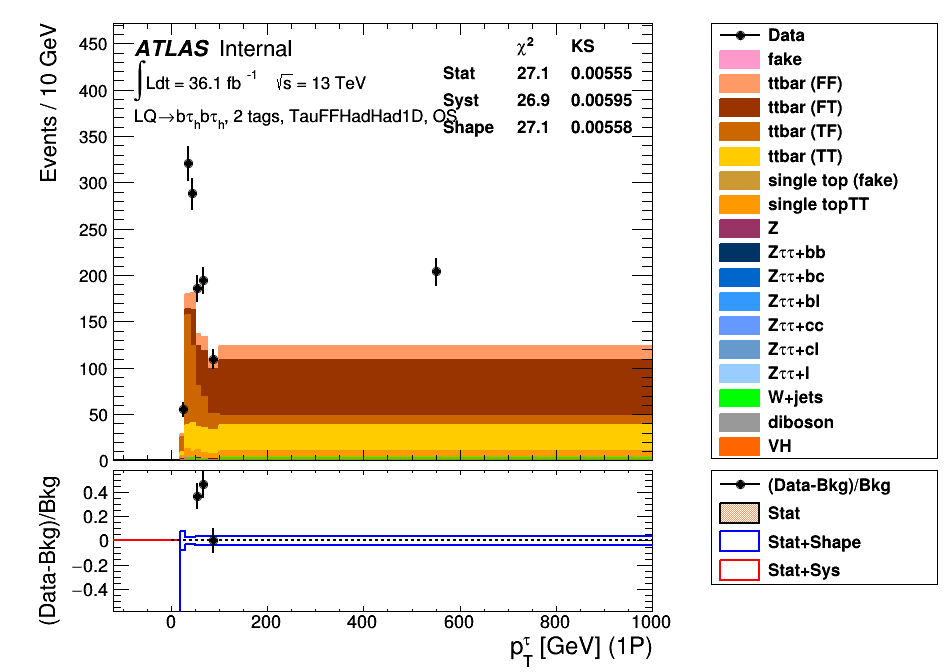 Events / 10 GeV
450
400
350
300
250
200
150
100
50
0
ATLAS Internal
∫Ldt = 36.1 fb⁻¹ √s = 13 TeV
LQ→bτₕbτₕ, 2 tags, TauFFHadHad1D, OS
χ² KS
Stat 27.1 0.00555
Syst 26.9 0.00595
Shape 27.1 0.00558
Data
fake
ttbar (FF)
ttbar (FT)
ttbar (TF)
ttbar (TT)
single top (fake)
single topTT
Z
Zττ+bb
Zττ+bc
Zττ+bl
Zττ+cc
Zττ+cl
Zττ+l
W+jets
diboson
VH
(Data-Bkg)/Bkg
0.4
0.2
0
−0.2
−0.4
0 200 400 600 800 1000
p_T^τ [GeV] (1P)
(Data-Bkg)/Bkg
Stat
Stat+Shape
Stat+Sys